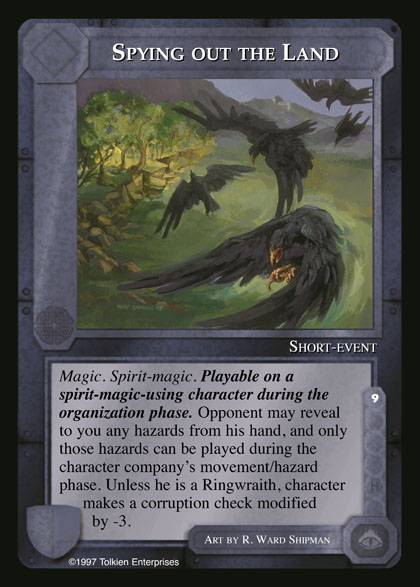 Spying out the Land
Short-event
Magic. Spirit-magic. Playable on a
spirit-magic-using character during the
organization phase. Opponent may reveal
to you any hazards from his hand, and only
those hazards can be played during the
character company's movement/hazard
phase. Unless he is a Ringwraith, character
makes a corruption check modified
by -3.
9
H
Art by R. Ward Shipman
©1997 Tolkien Enterprises